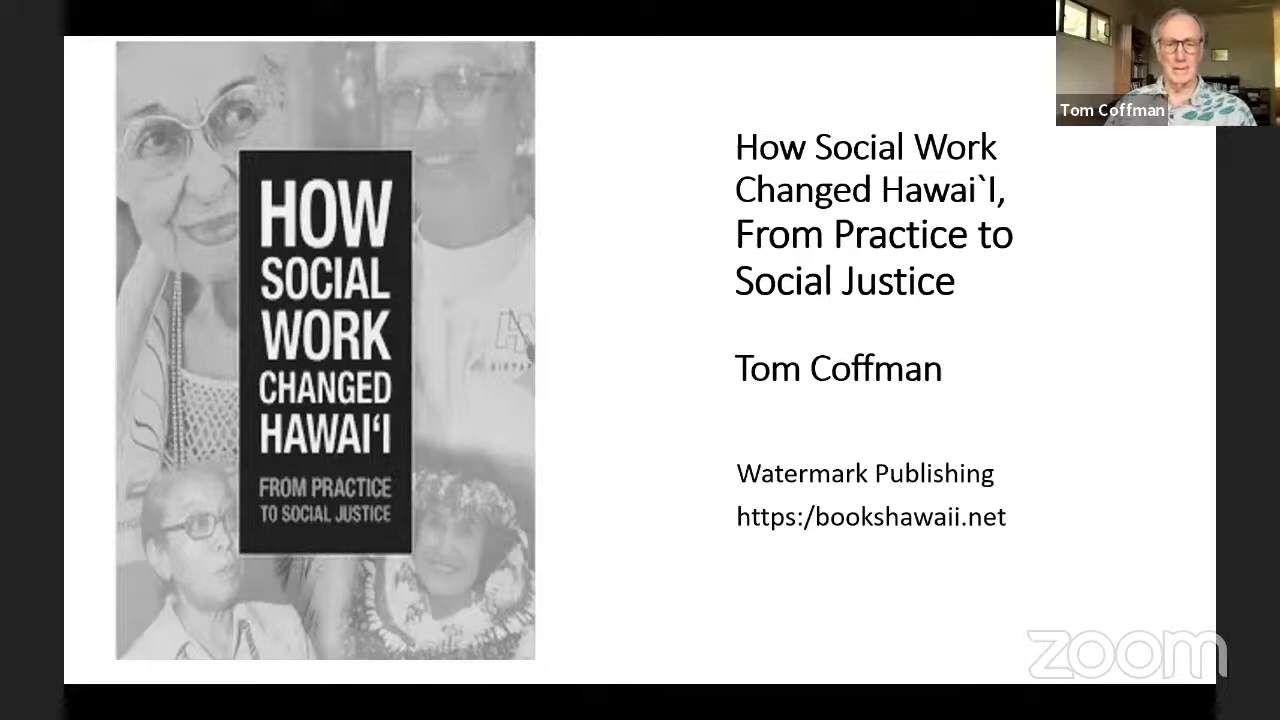 HOW
SOCIAL
WORK
CHANGED
HAWAI‘I
FROM PRACTICE
TO SOCIAL JUSTICE
How Social Work
Changed Hawai`I,
From Practice to
Social Justice
Tom Coffman
Watermark Publishing
https:/bookshawaii.net
Tom Coffman
zoom